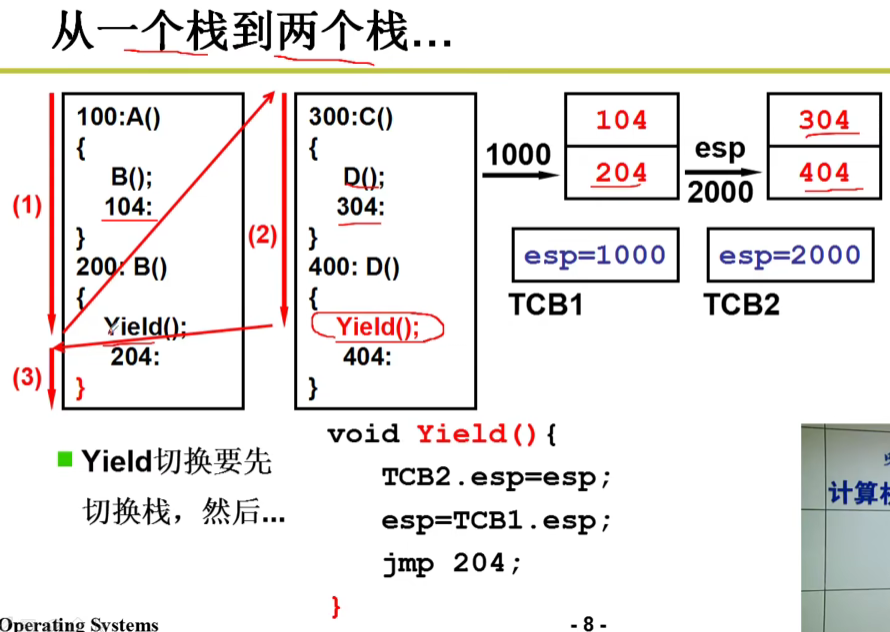 从一个栈到两个栈...
100:A()
{
B();
104:
}
200: B()
{
Yield();
204:
}
(1)
(3)
300:C()
{
D();
304:
}
400: D()
{
Yield();
404:
}
(2)
1000
104
204
esp
2000
304
404
esp=1000
esp=2000
TCB1
TCB2
Yield切换要先
切换栈，然后...
void Yield(){
TCB2.esp=esp;
esp=TCB1.esp;
jmp 204;
}
计算
Operating Systems
- 8 -